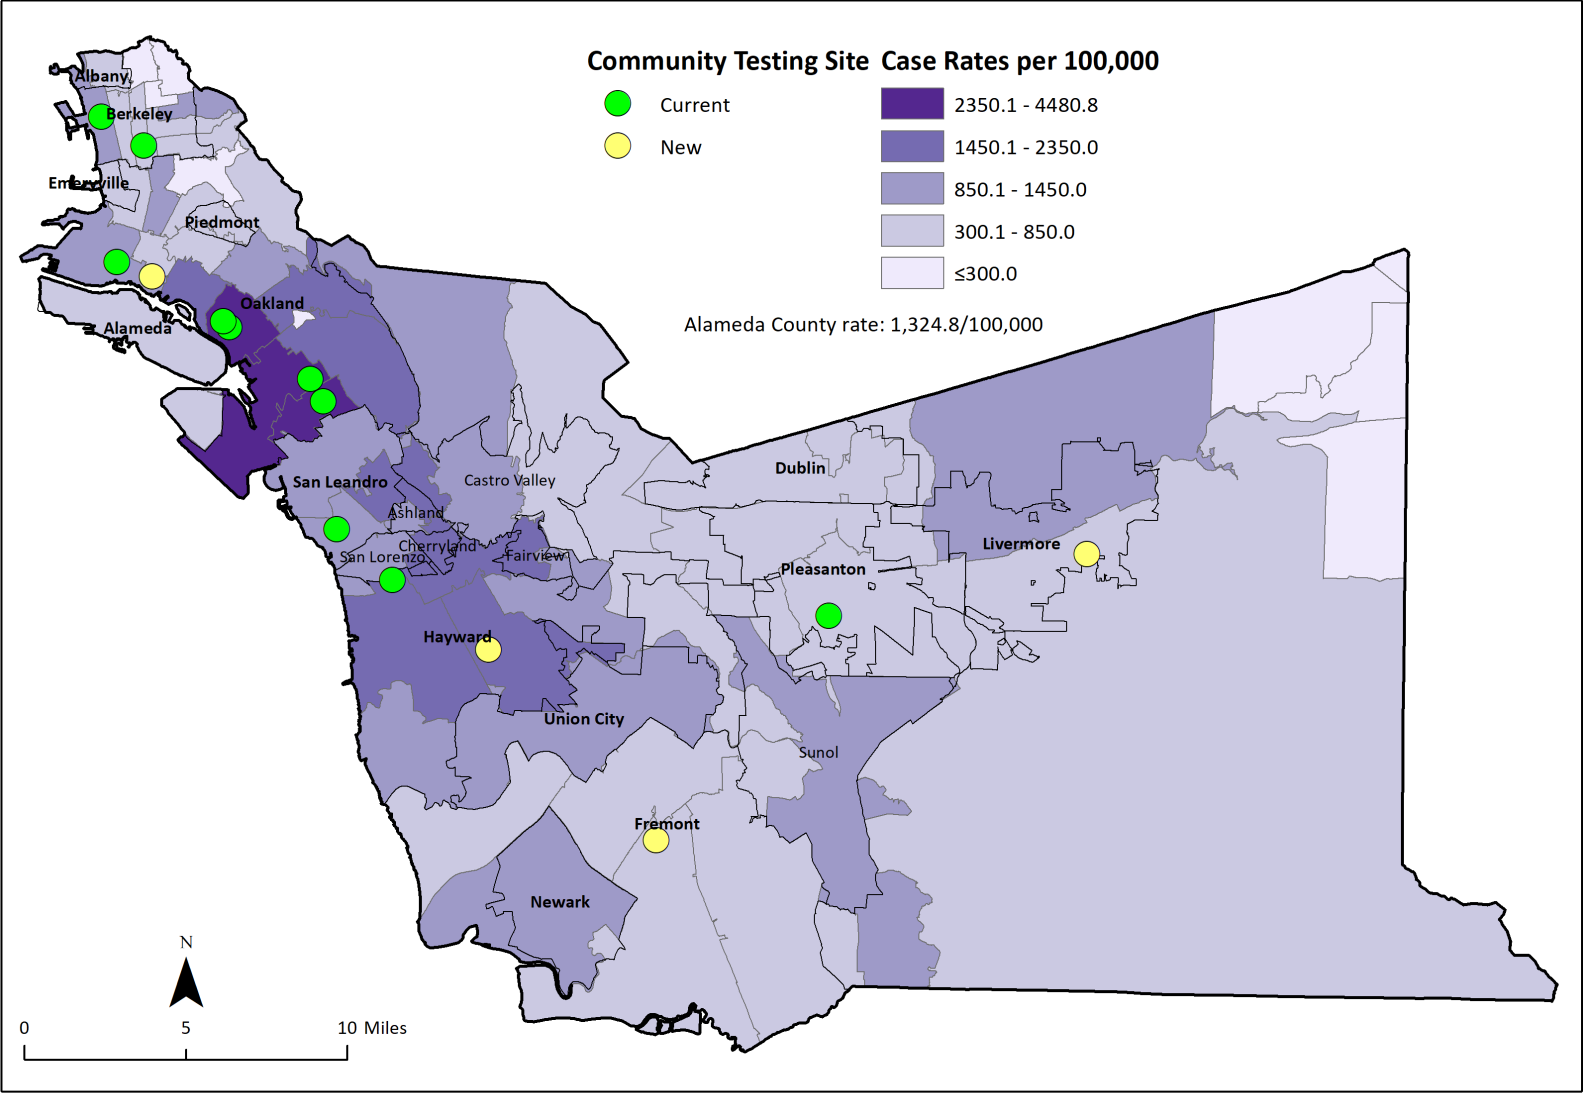 Community Testing Site
Current
New
Case Rates per 100,000
2350.1 - 4480.8
1450.1 - 2350.0
850.1 - 1450.0
300.1 - 850.0
≤300.0
Alameda County rate: 1,324.8/100,000
Albany
Berkeley
Emeryville
Piedmont
Oakland
Alameda
San Leandro
Castro Valley
Ashland
Cherryland
San Lorenzo
Fairview
Dublin
Livermore
Pleasanton
Hayward
Union City
Sunol
Fremont
Newark
N
0 5 10 Miles